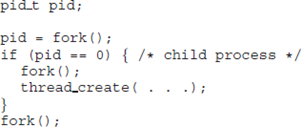 pid_t pid;
pid = fork();
if (pid == 0) { /* child process */
fork();
thread_create( . . .);
}
fork();